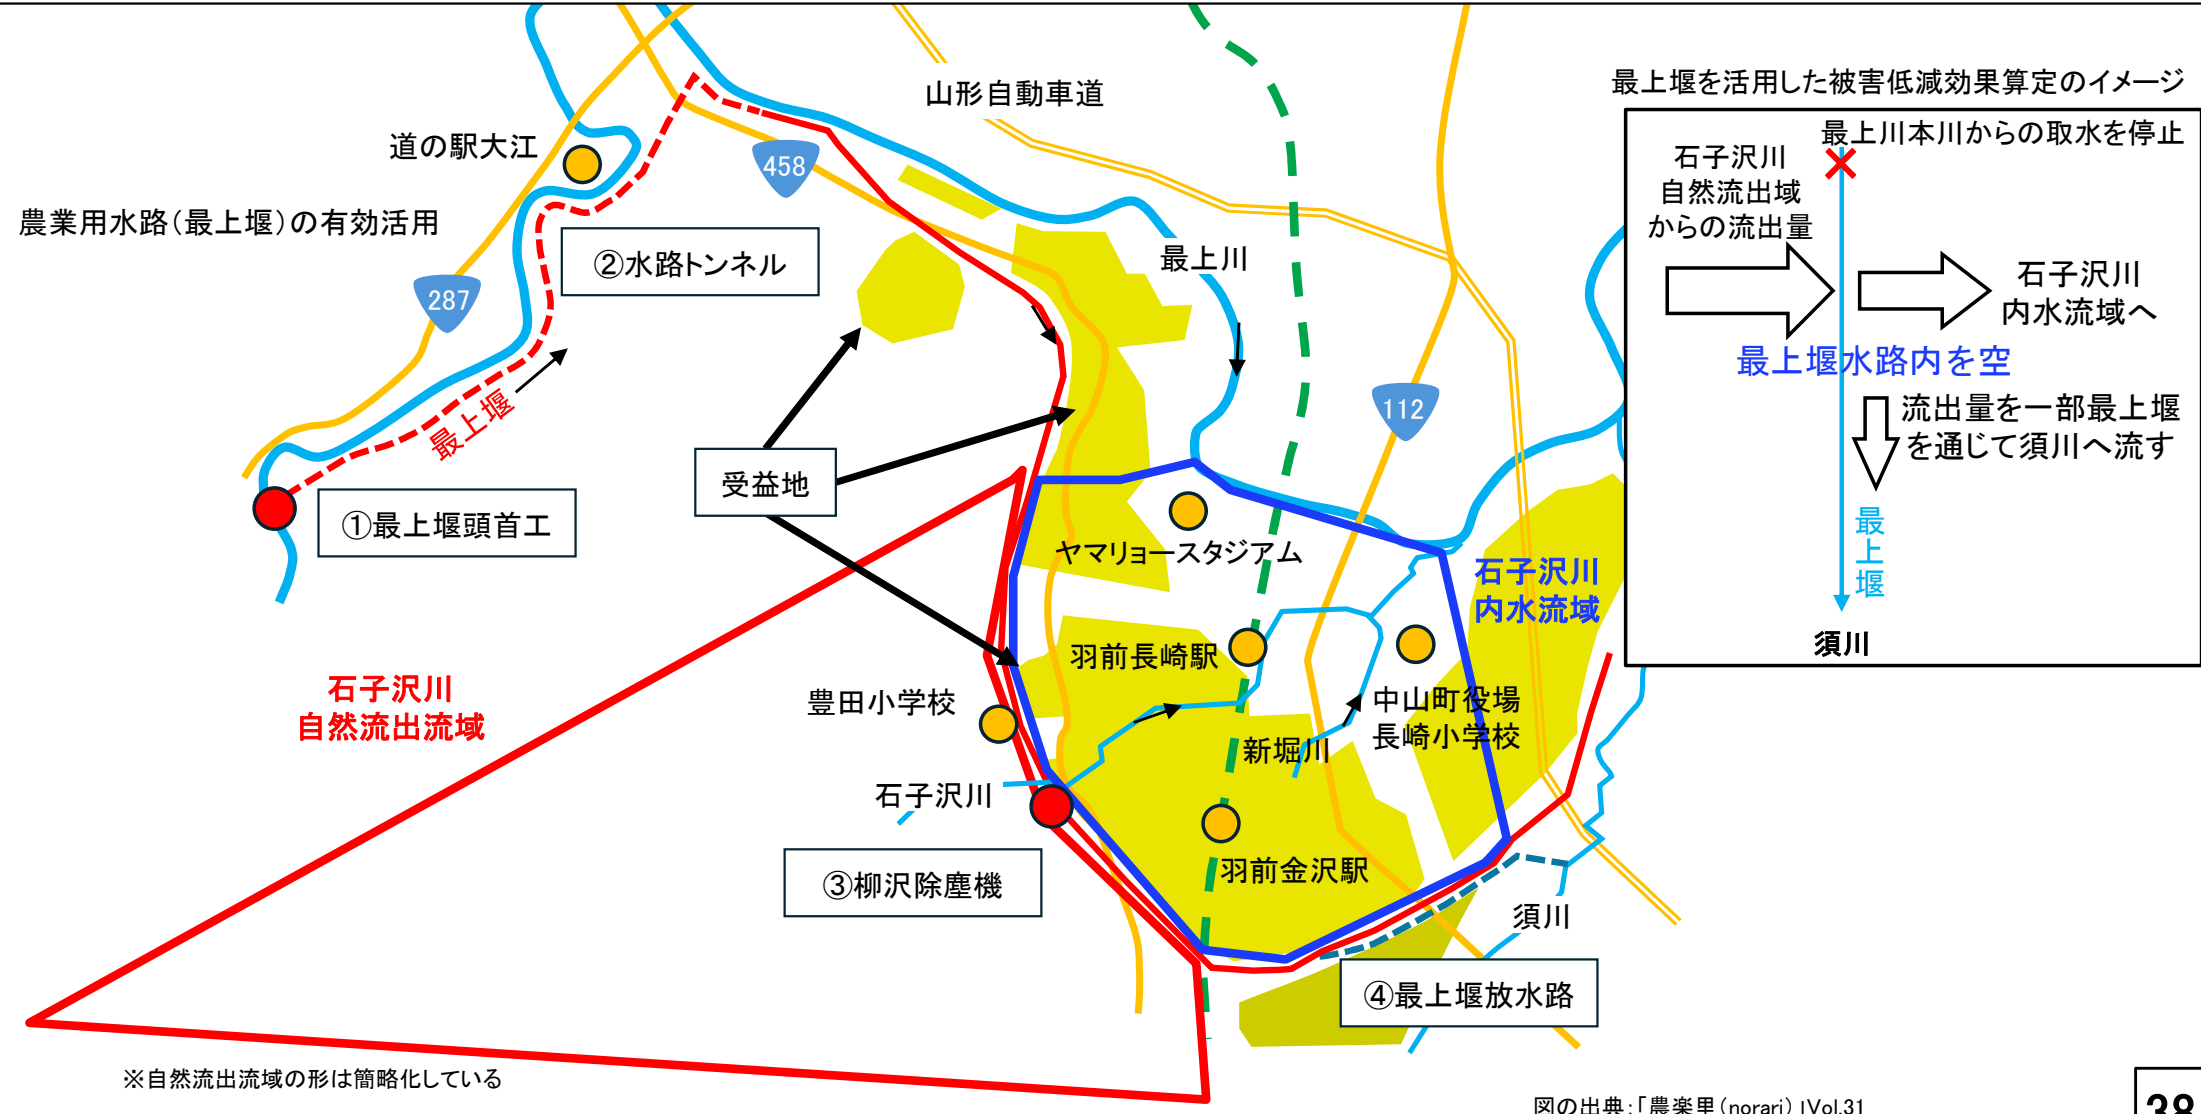 山形自動車道
道の駅大江
458
農業用水路(最上堰)の有効活用
②水路トンネル
最上川
287
最上堰
112
受益地
①最上堰頭首工
ヤマリョースタジアム
石子沢川
内水流域
羽前長崎駅
石子沢川
自然流出流域
豊田小学校
中山町役場
長崎小学校
新堀川
石子沢川
羽前金沢駅
③柳沢除塵機
須川
④最上堰放水路
※自然流出流域の形は簡略化している
最上堰を活用した被害低減効果算定のイメージ
最上川本川からの取水を停止
石子沢川
自然流出域
からの流出量
石子沢川
内水流域へ
最上堰水路内を空
流出量を一部最上堰
を通じて須川へ流す
最上堰
須川
図の出典:「農楽里(norari)」Vol.31
38